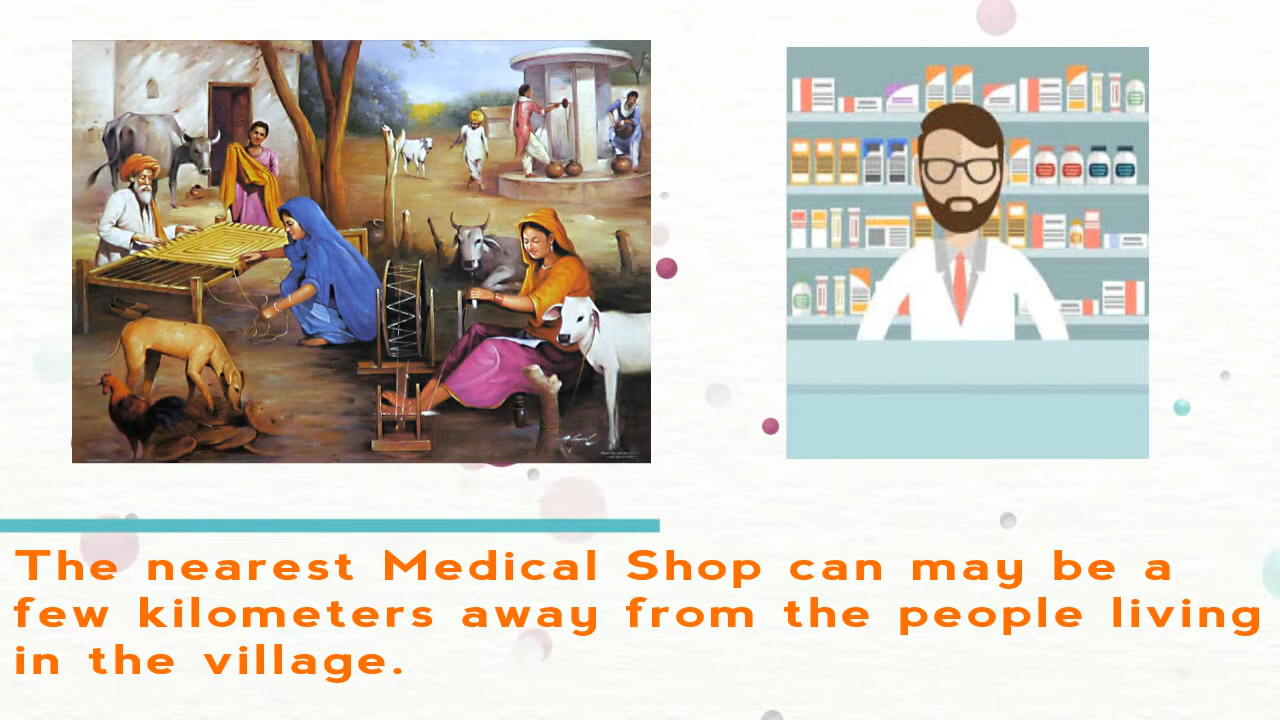 The nearest Medical Shop can may be a
few kilometers away from the people living
in the village.